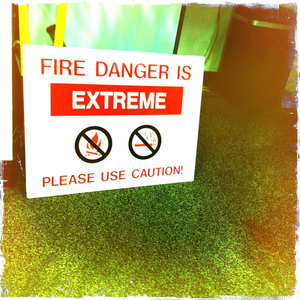 FIRE DANGER IS
EXTREME
PLEASE USE CAUTION!